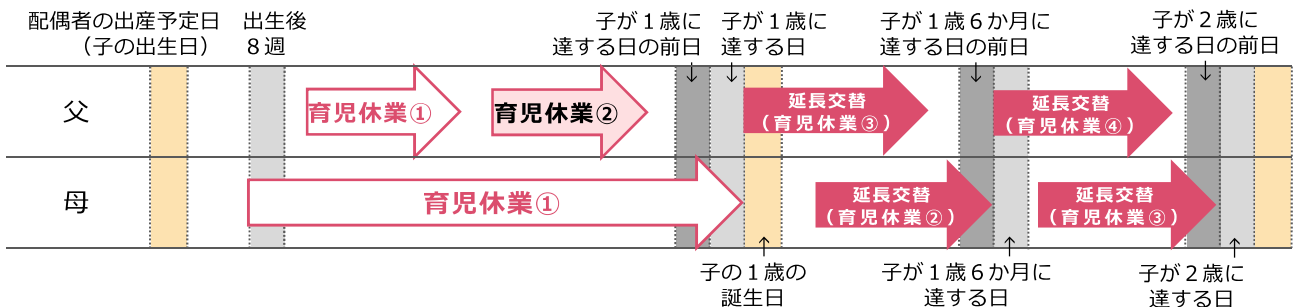 配偶者の出産予定日
（子の出生日）
出生後
８週
子が１歳に
達する日の前日
子が１歳に
達する日
子が１歳６か月に
達する日の前日
子が２歳に
達する日の前日
父
育児休業①
育児休業②
延長交替
（育児休業③）
延長交替
（育児休業④）
母
育児休業①
延長交替
（育児休業②）
延長交替
（育児休業③）
子の１歳の
誕生日
子が１歳６か月に
達する日
子が２歳に
達する日